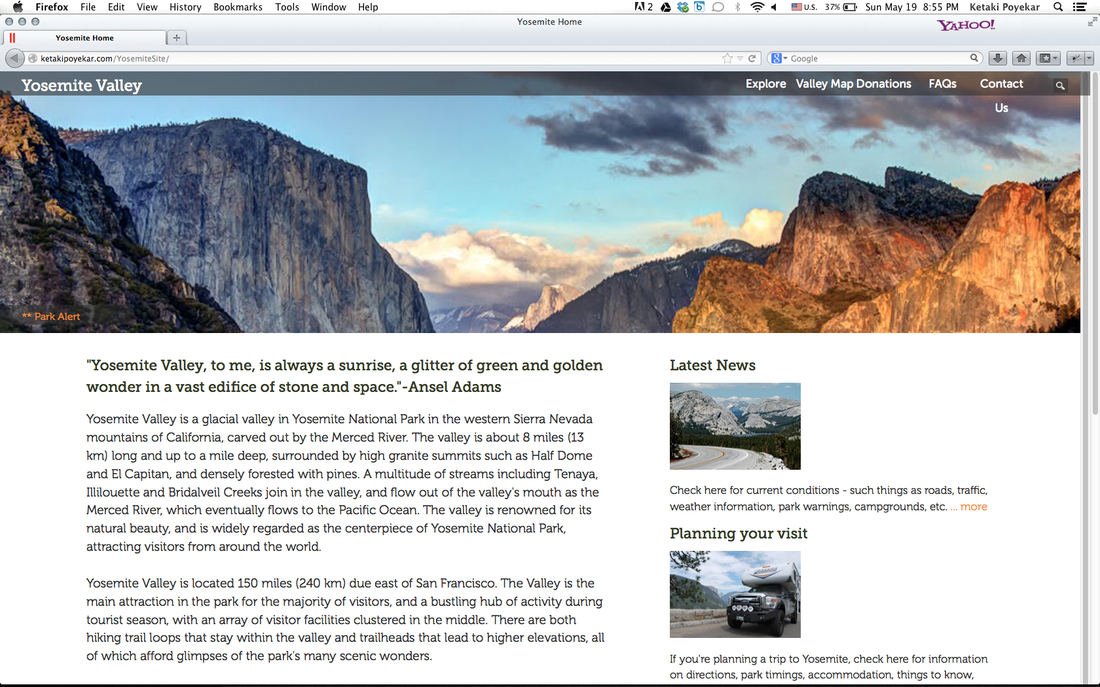 Firefox File Edit View History Bookmarks Tools Window Help 2 U.S. 37% Sun May 19 8:55 PM Ketaki Poyekar
Yosemite Home
YAHOO!
Yosemite Home
ketakipoyekar.com/YosemiteSite/
Google
Yosemite Valley
Explore Valley Map Donations FAQs Contact
Us
** Park Alert
"Yosemite Valley, to me, is always a sunrise, a glitter of green and golden
wonder in a vast edifice of stone and space."-Ansel Adams
Yosemite Valley is a glacial valley in Yosemite National Park in the western Sierra Nevada
mountains of California, carved out by the Merced River. The valley is about 8 miles (13
km) long and up to a mile deep, surrounded by high granite summits such as Half Dome
and El Capitan, and densely forested with pines. A multitude of streams including Tenaya,
Illilouette and Bridalveil Creeks join in the valley, and flow out of the valley's mouth as the
Merced River, which eventually flows to the Pacific Ocean. The valley is renowned for its
natural beauty, and is widely regarded as the centerpiece of Yosemite National Park,
attracting visitors from around the world.
Yosemite Valley is located 150 miles (240 km) due east of San Francisco. The Valley is the
main attraction in the park for the majority of visitors, and a bustling hub of activity during
tourist season, with an array of visitor facilities clustered in the middle. There are both
hiking trail loops that stay within the valley and trailheads that lead to higher elevations, all
of which afford glimpses of the park's many scenic wonders.
Latest News
Check here for current conditions - such things as roads, traffic,
weather information, park warnings, campgrounds, etc. ... more
Planning your visit
If you're planning a trip to Yosemite, check here for information
on directions, park timings, accommodation, things to know,